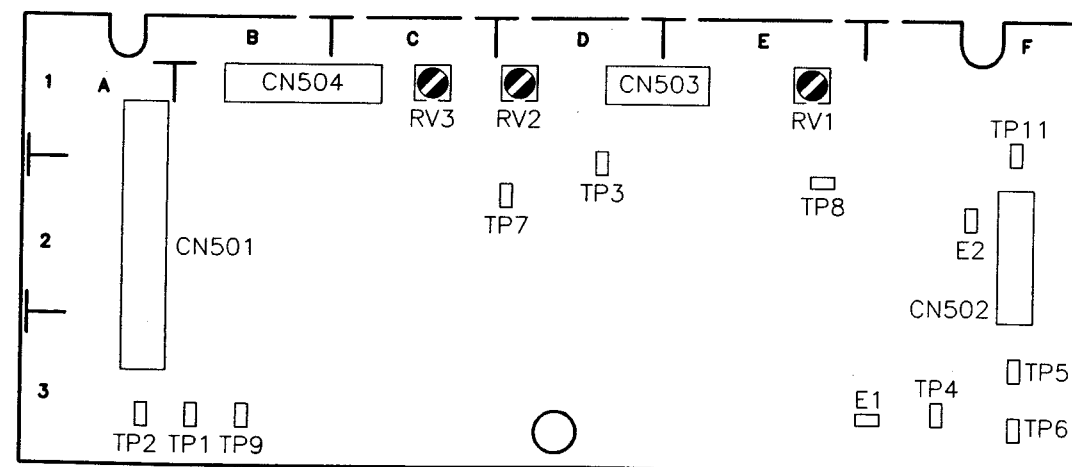 B C D E F
1 A CN504 CN503
RV3 RV2 RV1
TP11
TP3
TP7 TP8
2 CN501 E2
CN502
TP5
3 E1 TP4
TP2 TP1 TP9 TP6